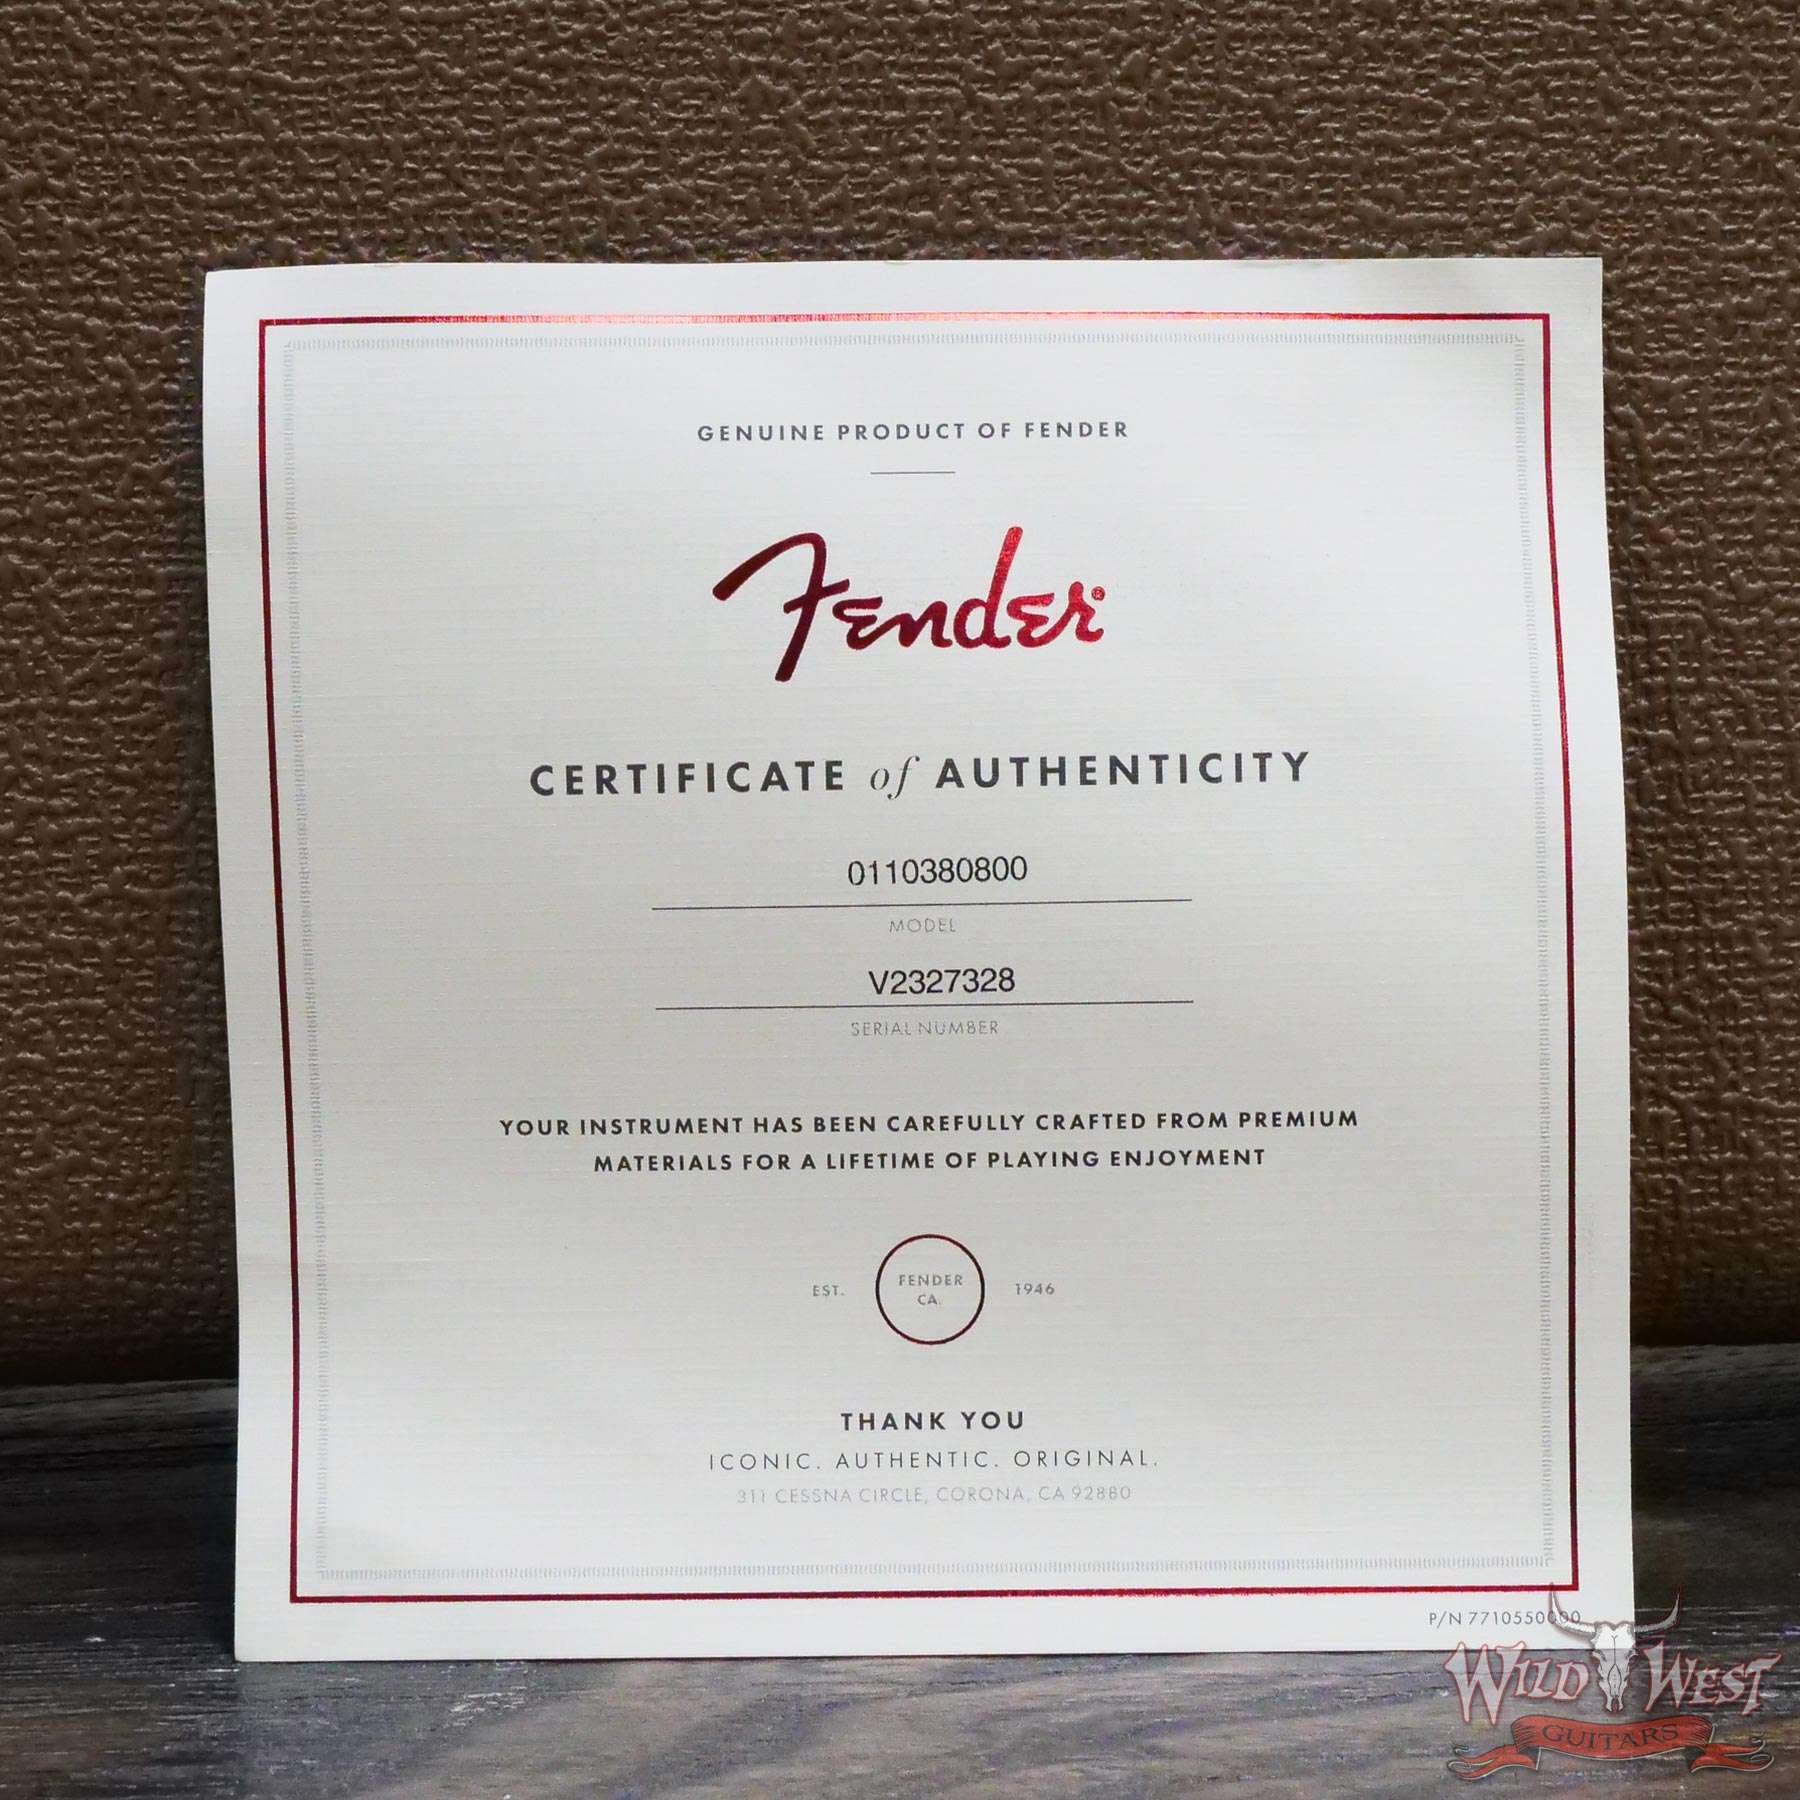 GENUINE PRODUCT OF FENDER
Fender®
CERTIFICATE of AUTHENTICITY
0110380800
MODEL
V2327328
SERIAL NUMBER
YOUR INSTRUMENT HAS BEEN CAREFULLY CRAFTED FROM PREMIUM
MATERIALS FOR A LIFETIME OF PLAYING ENJOYMENT
EST. FENDER CA. 1946
THANK YOU
ICONIC. AUTHENTIC. ORIGINAL.
311 CESSNA CIRCLE, CORONA, CA 92880
P/N 7710550000
WILD WEST
GUITARS